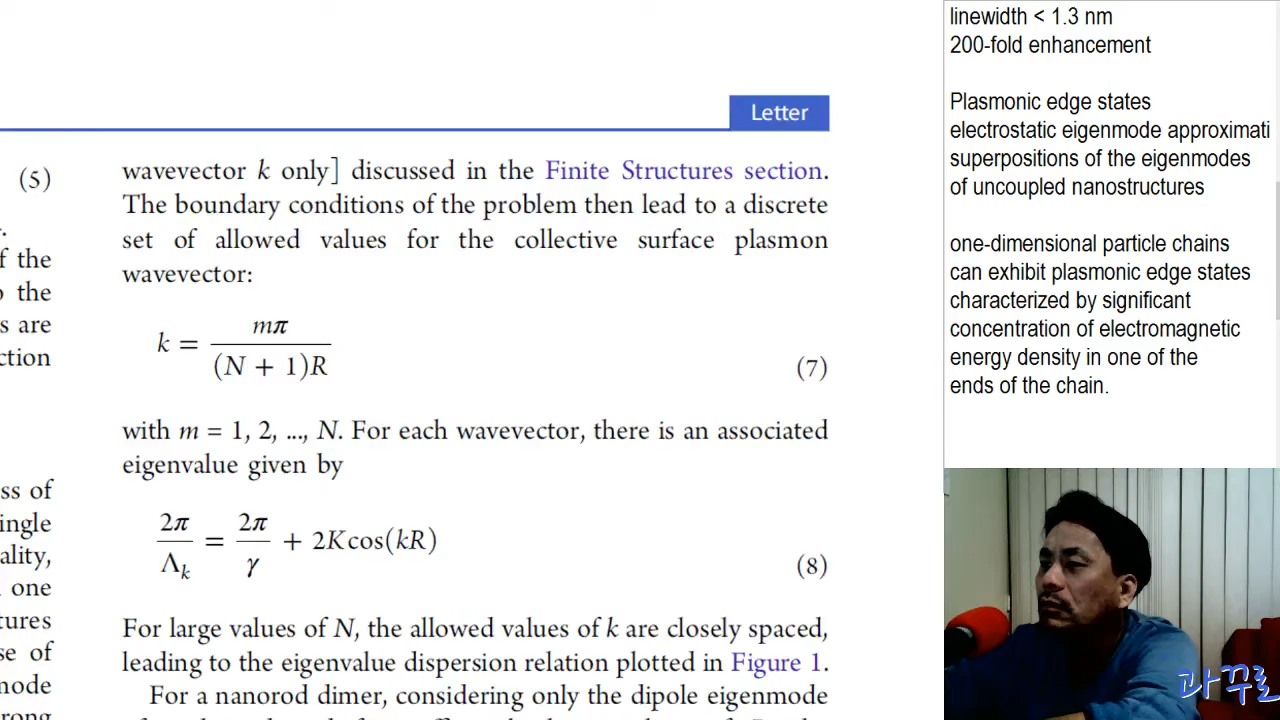 Letter
(5)
.
f the
o the
s are
ction
ss of
ingle
ality,
one
tures
se of
mode
rong
wavevector k only] discussed in the Finite Structures section.
The boundary conditions of the problem then lead to a discrete
set of allowed values for the collective surface plasmon
wavevector:
k = mπ / (N + 1)R
(7)
with m = 1, 2, ..., N. For each wavevector, there is an associated
eigenvalue given by
2π / Λk = 2π / γ + 2K cos(kR)
(8)
For large values of N, the allowed values of k are closely spaced,
leading to the eigenvalue dispersion relation plotted in Figure 1.
For a nanorod dimer, considering only the dipole eigenmode
linewidth < 1.3 nm
200-fold enhancement
Plasmonic edge states
electrostatic eigenmode approximati
superpositions of the eigenmodes
of uncoupled nanostructures
one-dimensional particle chains
can exhibit plasmonic edge states
characterized by significant
concentration of electromagnetic
energy density in one of the
ends of the chain.
과꾸로